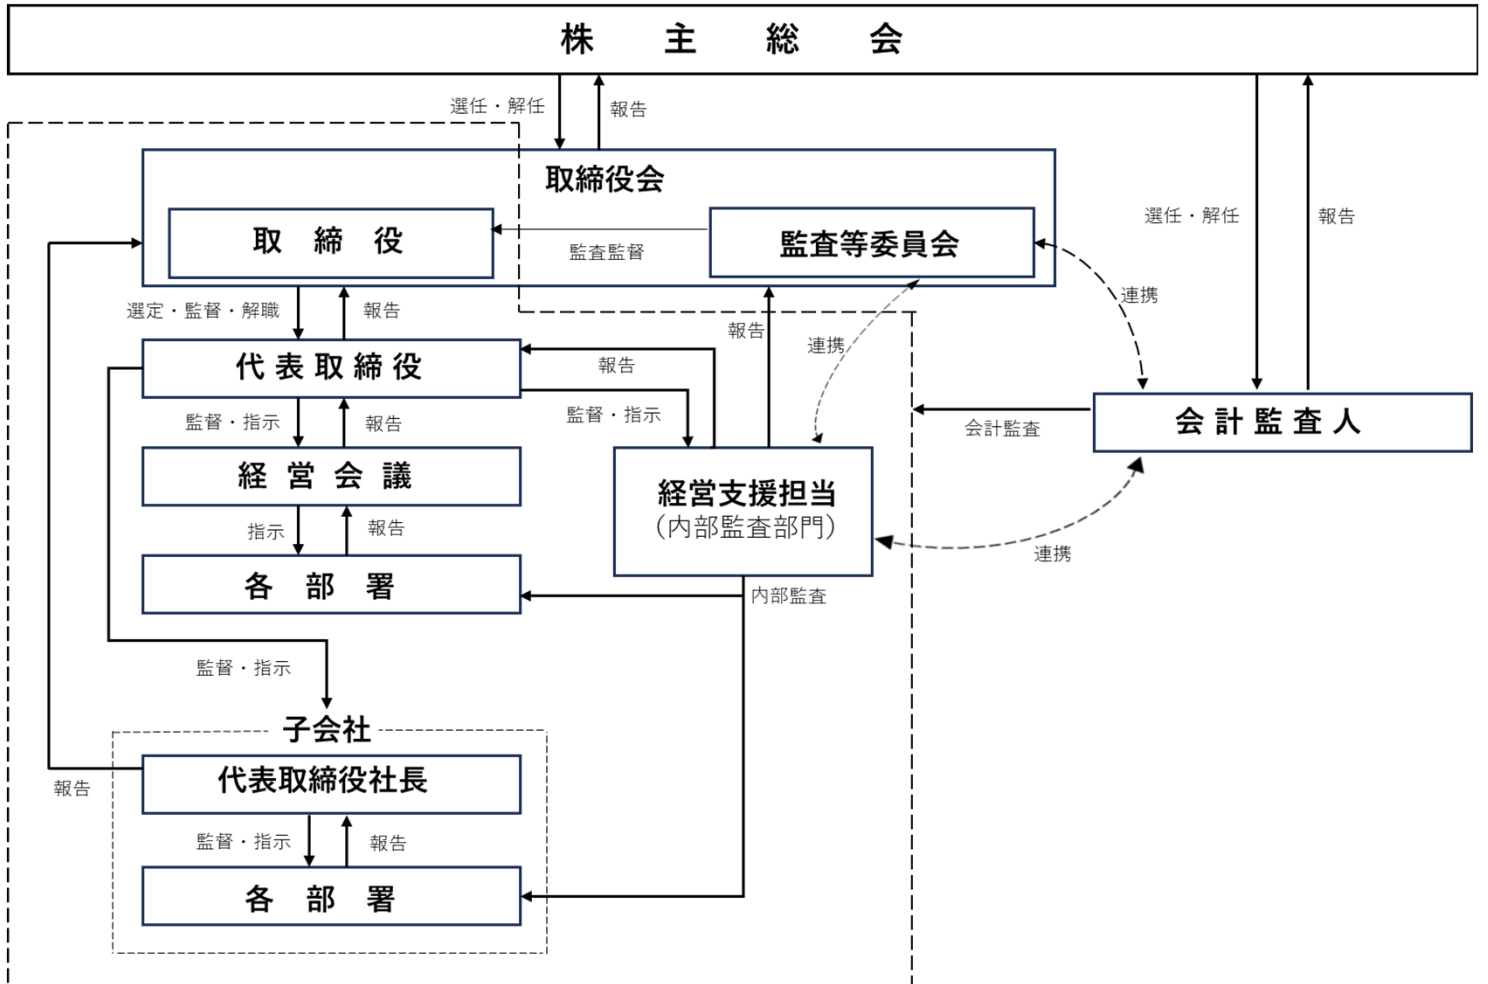 株主総会
選任・解任
報告
取締役会
選任・解任
報告
取締役
監査監督
監査等委員会
連携
選定・監督・解職
報告
報告
連携
代表取締役
報告
監督・指示
報告
監督・指示
会計監査
会計監査人
経営会議
経営支援担当
(内部監査部門)
指示
報告
連携
各部署
内部監査
監督・指示
子会社
代表取締役社長
報告
監督・指示
報告
各部署